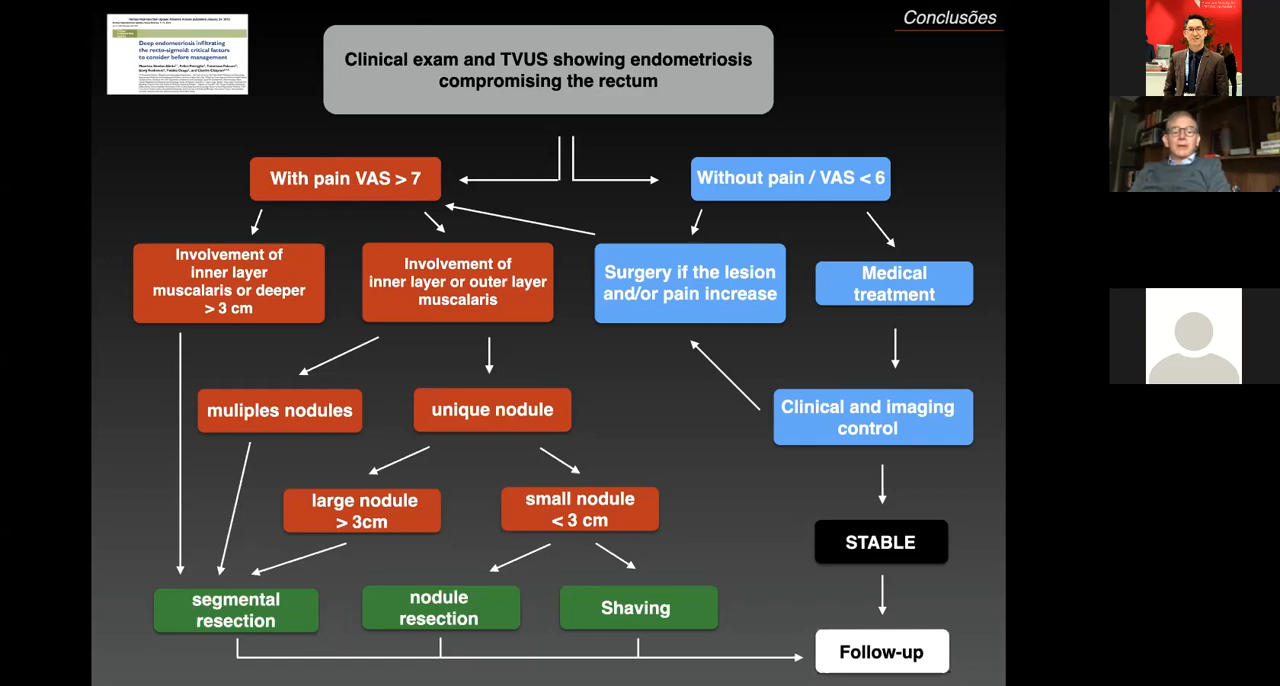 Conclusões
Deep endometriosis infiltrating
the recto-sigmoid: critical factors
to consider before management
Clinical exam and TVUS showing endometriosis
compromising the rectum
With pain VAS > 7
Without pain / VAS < 6
Involvement of
inner layer
muscalaris or deeper
> 3 cm
Involvement of
inner layer or outer layer
muscalaris
Surgery if the lesion
and/or pain increase
Medical
treatment
muliples nodules
unique nodule
Clinical and imaging
control
large nodule
> 3cm
small nodule
< 3 cm
STABLE
segmental
resection
nodule
resection
Shaving
Follow-up